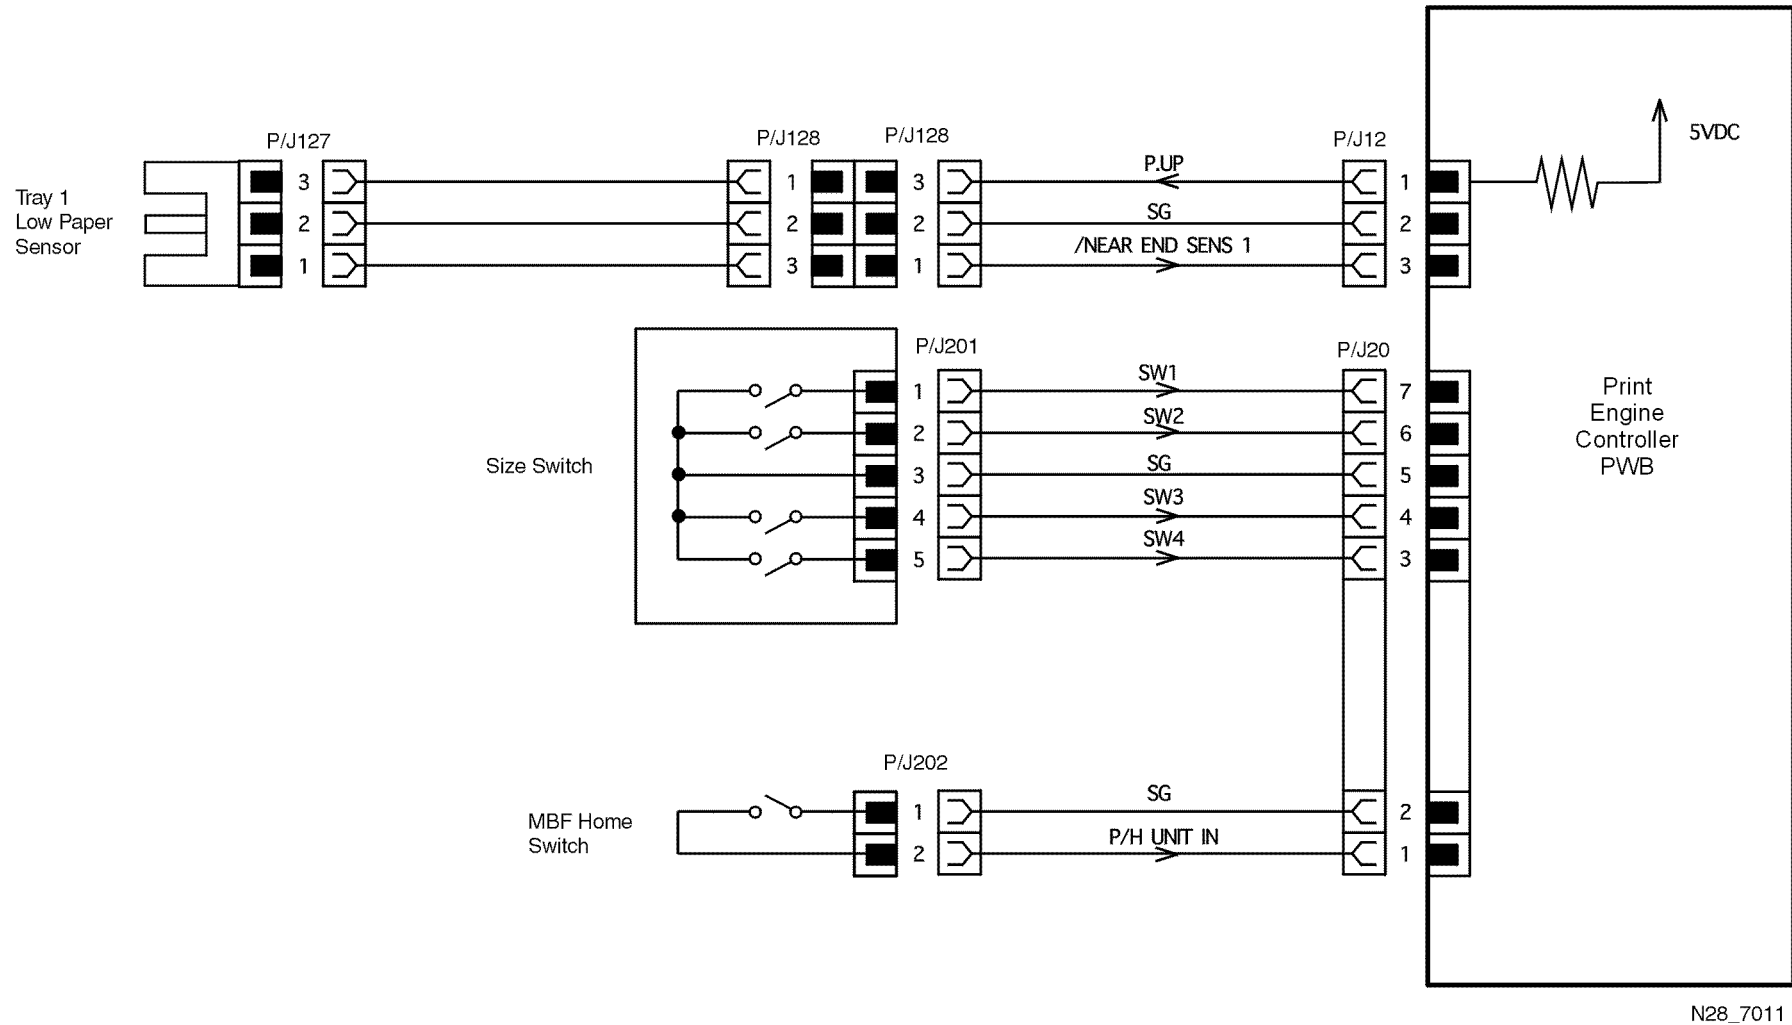 P/J127
P/J128
P/J128
P/J12
5VDC
Tray 1
Low Paper
Sensor
3
1
3
P.UP
1
2
2
2
SG
2
1
3
1
/NEAR END SENS 1
3
P/J201
P/J20
Size Switch
1
SW1
7
2
SW2
6
3
SG
5
4
SW3
4
5
SW4
3
Print
Engine
Controller
PWB
P/J202
MBF Home
Switch
1
SG
2
2
P/H UNIT IN
1
N28_7011